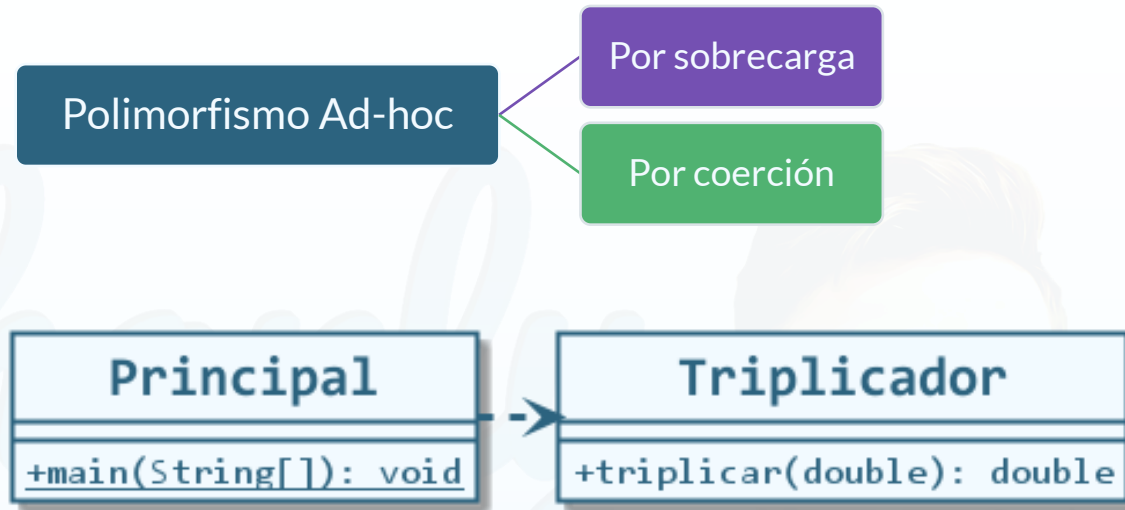 Por sobrecarga
Polimorfismo Ad-hoc
Por coerción
Principal
+main(String[]): void
Triplicador
+triplicar(double): double